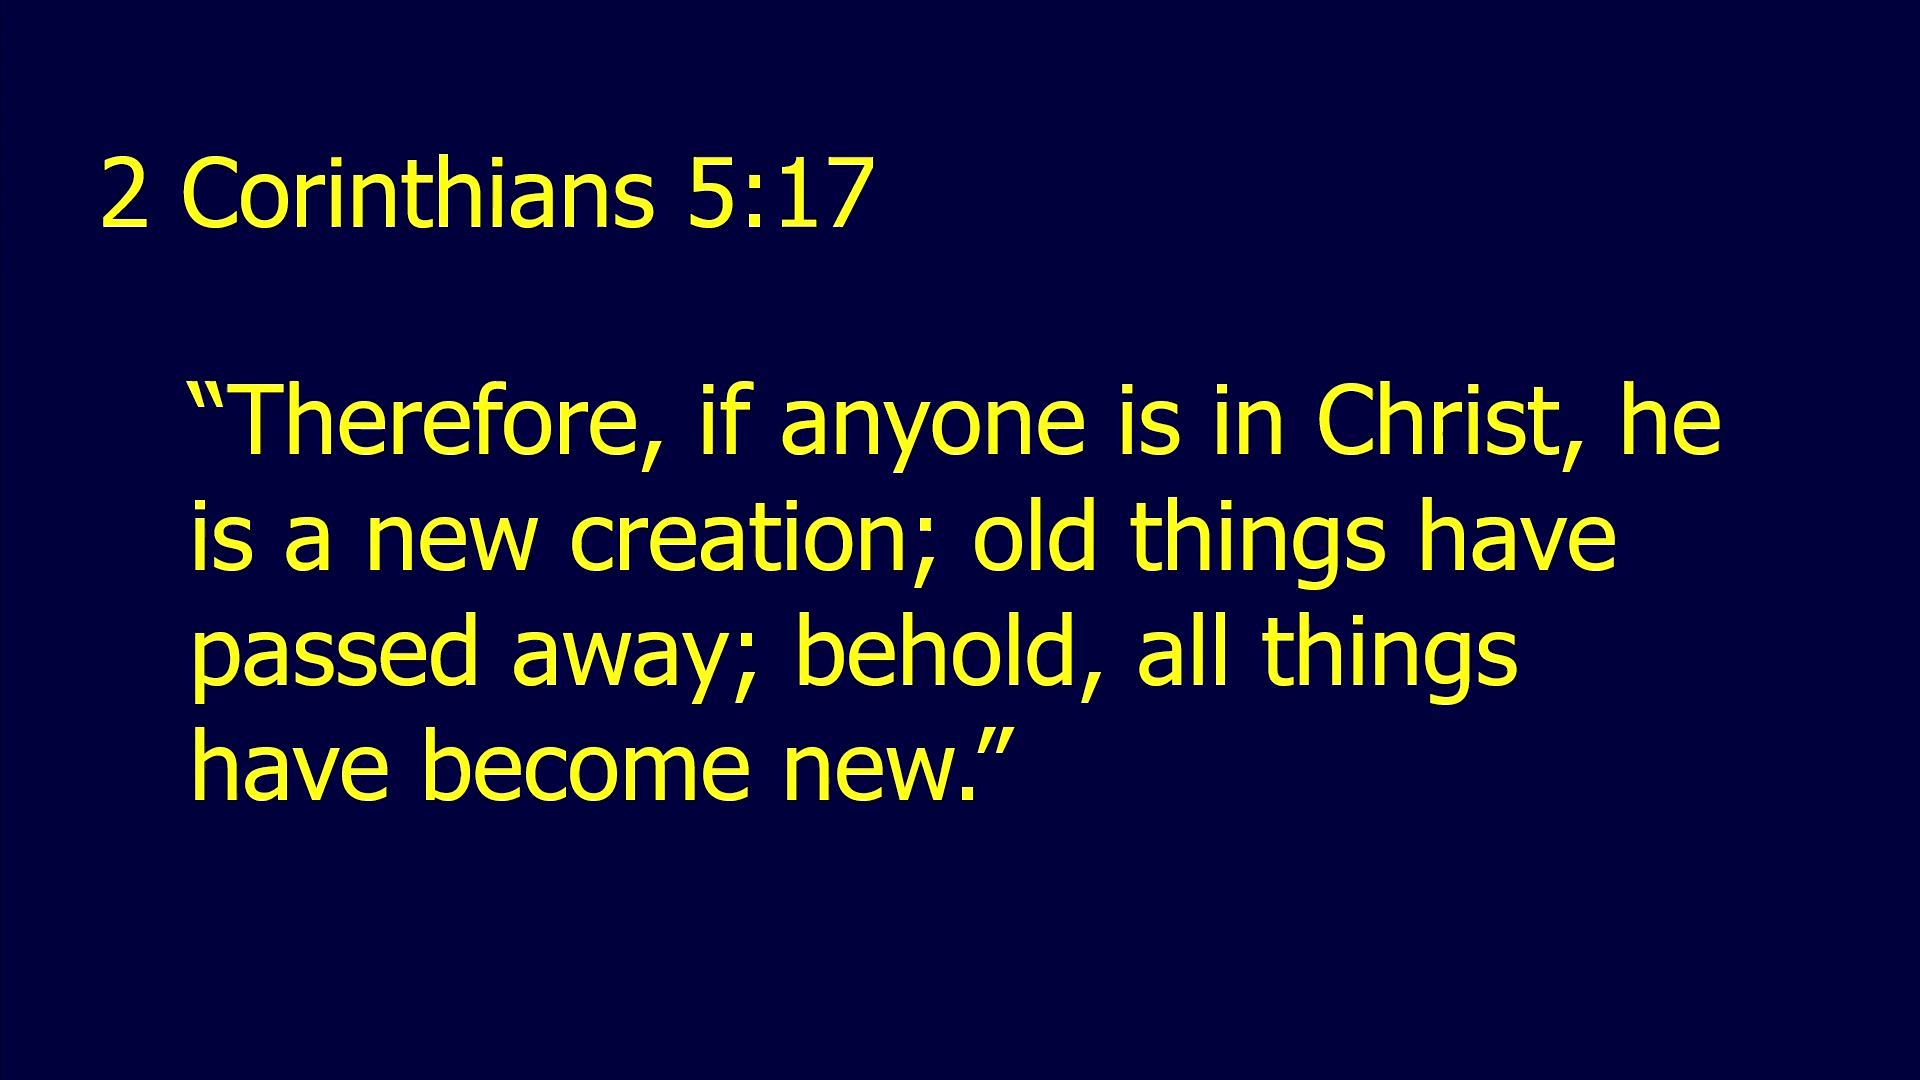 2 Corinthians 5:17
“Therefore, if anyone is in Christ, he
is a new creation; old things have
passed away; behold, all things
have become new.”